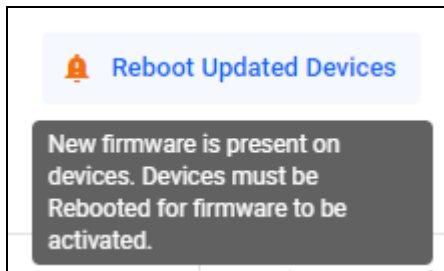 Reboot Updated Devices
New firmware is present on
devices. Devices must be
Rebooted for firmware to be
activated.